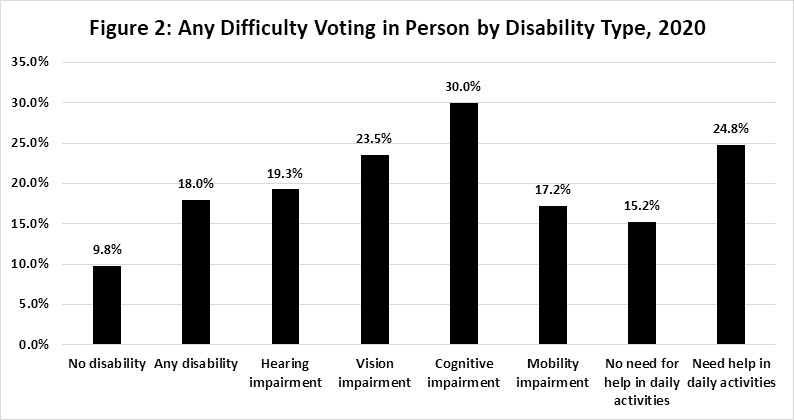 Figure 2: Any Difficulty Voting in Person by Disability Type, 2020
35.0%
30.0%
25.0%
20.0%
15.0%
10.0%
5.0%
0.0%
9.8%
18.0%
19.3%
23.5%
30.0%
17.2%
15.2%
24.8%
No disability
Any disability
Hearing
impairment
Vision
impairment
Cognitive
impairment
Mobility
impairment
No need for
help in daily
activities
Need help in
daily activities